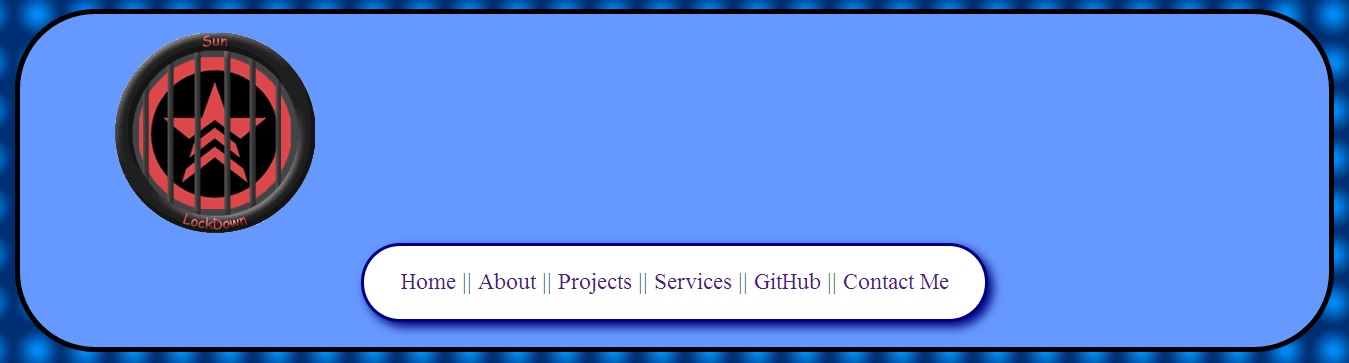 Sun
LockDown
Home || About || Projects || Services || GitHub || Contact Me